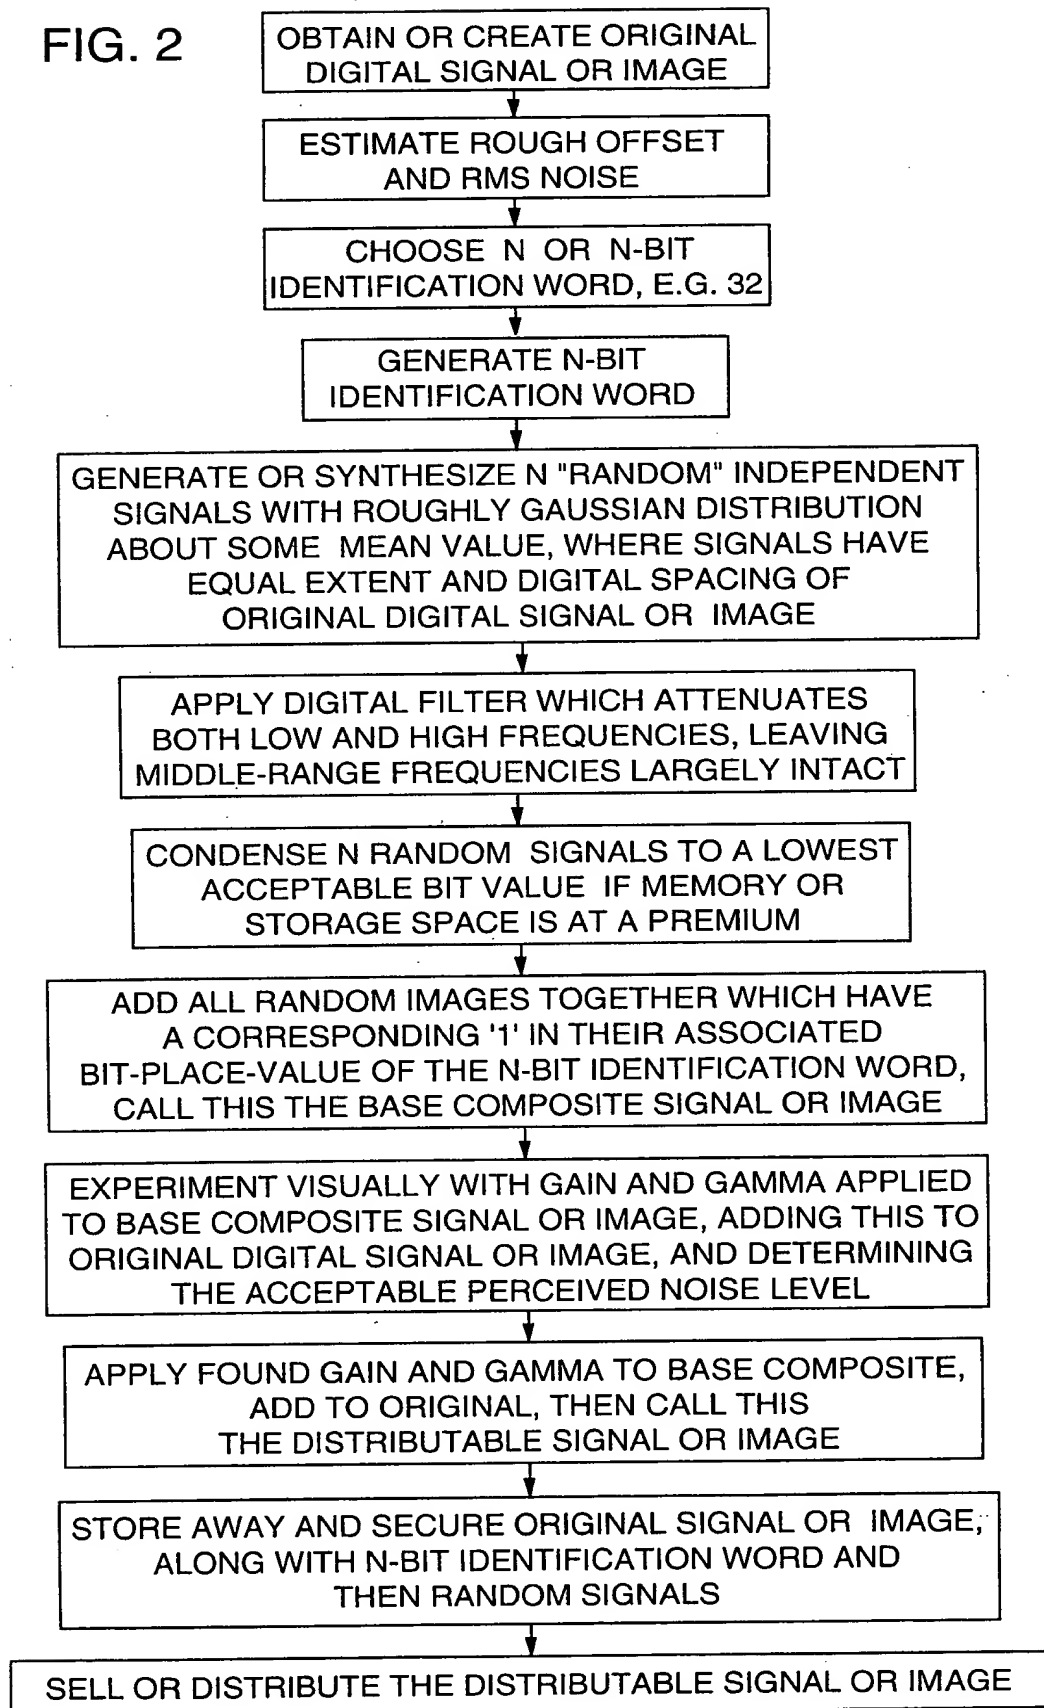 FIG. 2
OBTAIN OR CREATE ORIGINAL
DIGITAL SIGNAL OR IMAGE
ESTIMATE ROUGH OFFSET
AND RMS NOISE
CHOOSE N OR N-BIT
IDENTIFICATION WORD, E.G. 32
GENERATE N-BIT
IDENTIFICATION WORD
GENERATE OR SYNTHESIZE N "RANDOM" INDEPENDENT
SIGNALS WITH ROUGHLY GAUSSIAN DISTRIBUTION
ABOUT SOME MEAN VALUE, WHERE SIGNALS HAVE
EQUAL EXTENT AND DIGITAL SPACING OF
ORIGINAL DIGITAL SIGNAL OR IMAGE
APPLY DIGITAL FILTER WHICH ATTENUATES
BOTH LOW AND HIGH FREQUENCIES, LEAVING
MIDDLE-RANGE FREQUENCIES LARGELY INTACT
CONDENSE N RANDOM SIGNALS TO A LOWEST
ACCEPTABLE BIT VALUE IF MEMORY OR
STORAGE SPACE IS AT A PREMIUM
ADD ALL RANDOM IMAGES TOGETHER WHICH HAVE
A CORRESPONDING '1' IN THEIR ASSOCIATED
BIT-PLACE-VALUE OF THE N-BIT IDENTIFICATION WORD,
CALL THIS THE BASE COMPOSITE SIGNAL OR IMAGE
EXPERIMENT VISUALLY WITH GAIN AND GAMMA APPLIED
TO BASE COMPOSITE SIGNAL OR IMAGE, ADDING THIS TO
ORIGINAL DIGITAL SIGNAL OR IMAGE, AND DETERMINING
THE ACCEPTABLE PERCEIVED NOISE LEVEL
APPLY FOUND GAIN AND GAMMA TO BASE COMPOSITE,
ADD TO ORIGINAL, THEN CALL THIS
THE DISTRIBUTABLE SIGNAL OR IMAGE
STORE AWAY AND SECURE ORIGINAL SIGNAL OR IMAGE,
ALONG WITH N-BIT IDENTIFICATION WORD AND
THEN RANDOM SIGNALS
SELL OR DISTRIBUTE THE DISTRIBUTABLE SIGNAL OR IMAGE